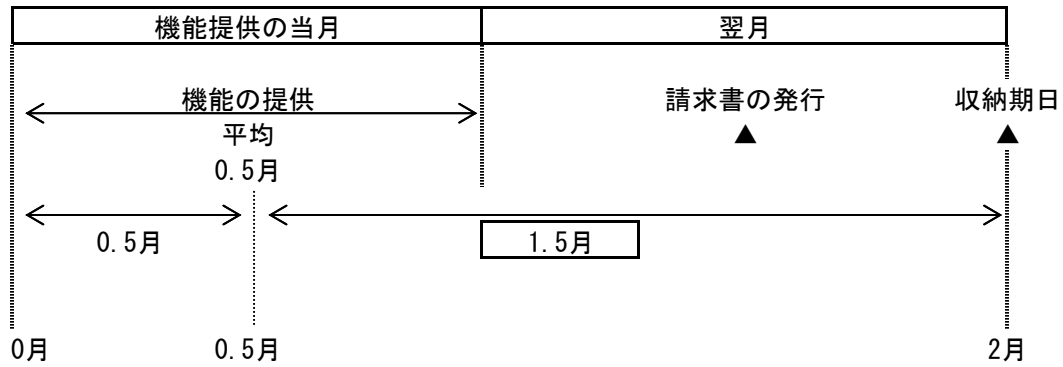 機能提供の当月 翌月
機能の提供 請求書の発行 収納期日
平均 ▲ ▲
0.5月
0.5月 1.5月
0月 0.5月 2月